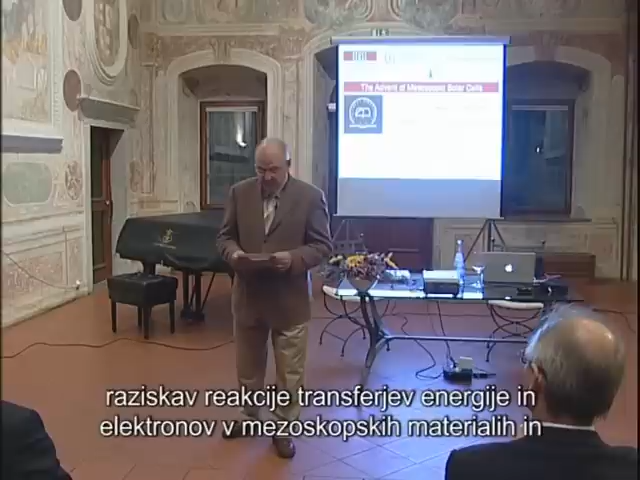 The Advent of Mesoscopic Solar Cells
raziskav reakcije transferjev energije in
elektronov v mezoskopskih materialih in